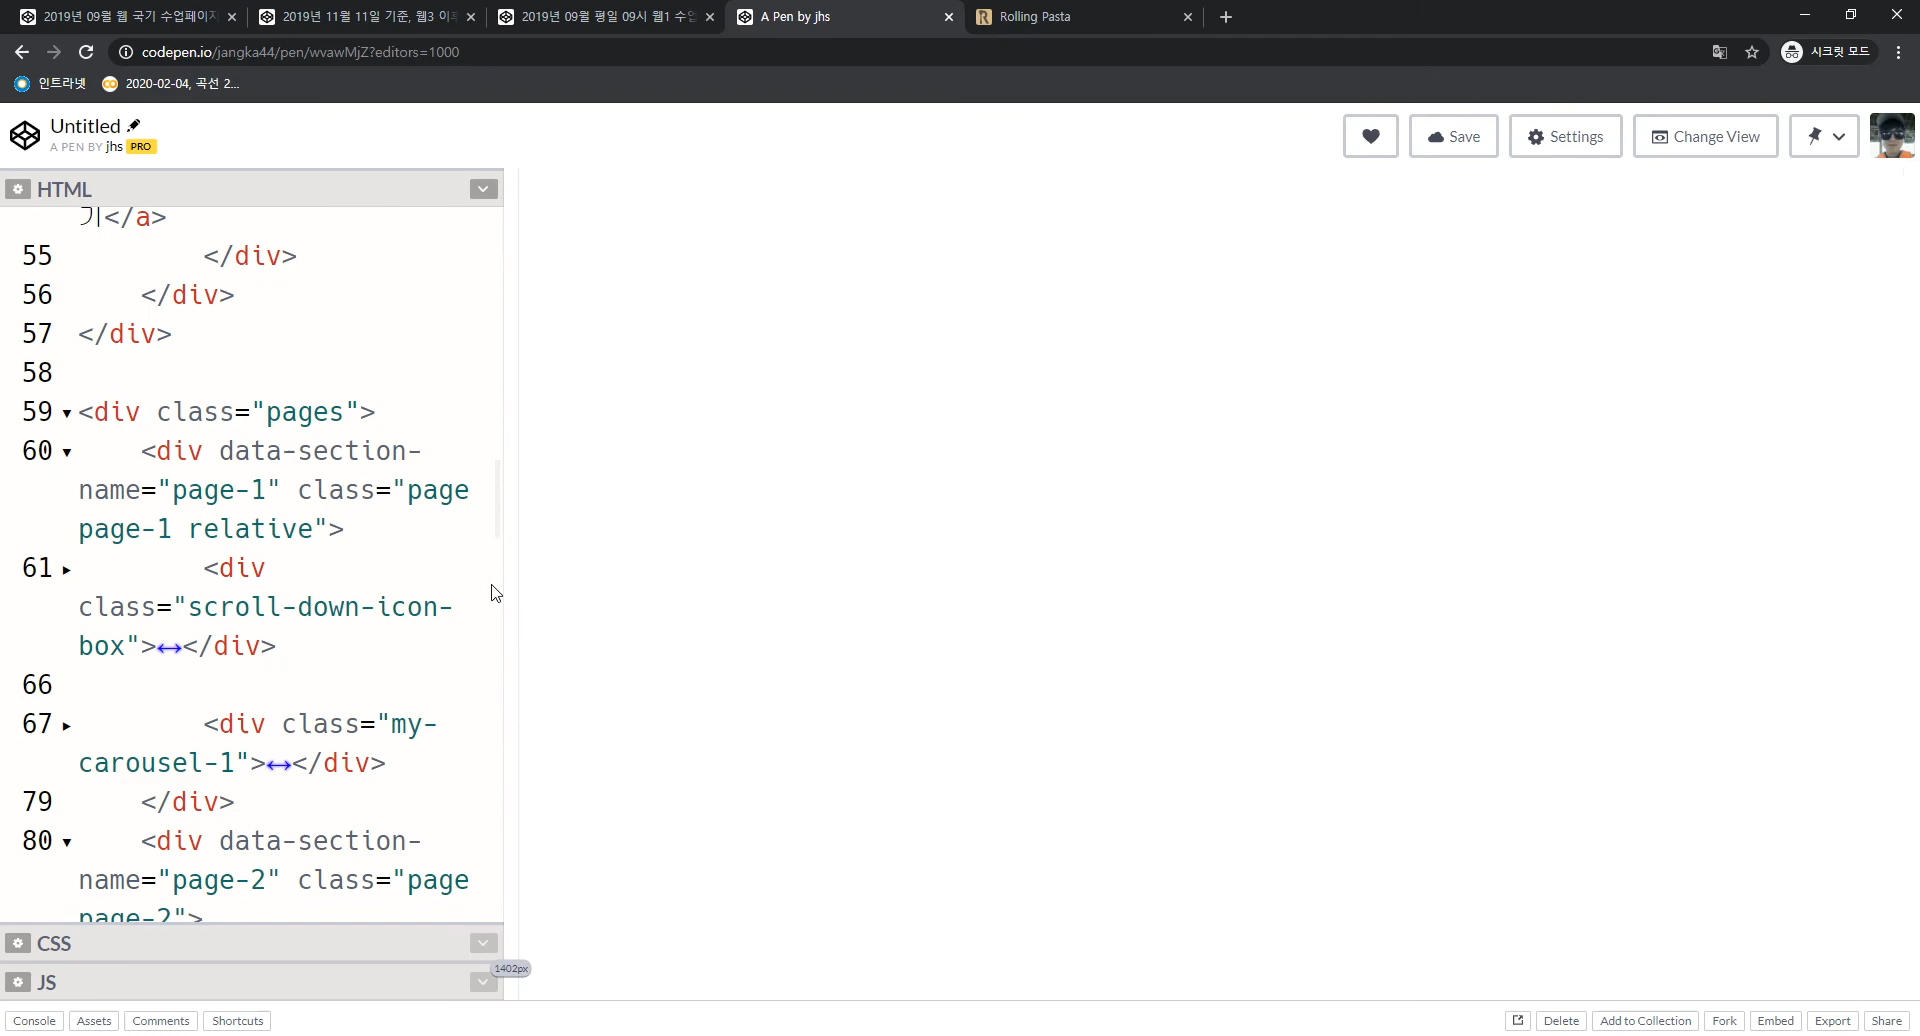 2019년 09월 웹 국기 수업페이지
2019년 11월 11일 기준, 웹3 이후
2019년 09월 평일 09시 웹1 수업
A Pen by jhs
Rolling Pasta
codepen.io/jangka44/pen/wvawMjZ?editors=1000
시크릿 모드
인트라넷
2020-02-04, 곡선 2...
Untitled
A PEN BY jhs PRO
Save
Settings
Change View
HTML
기</a>
55 </div>
56 </div>
57 </div>
58
59 <div class="pages">
60 <div data-section-
name="page-1" class="page
page-1 relative">
61 <div
class="scroll-down-icon-
box">↔</div>
66
67 <div class="my-
carousel-1">↔</div>
79 </div>
80 <div data-section-
name="page-2" class="page
page-2">
CSS
1402px
JS
Console Assets Comments Shortcuts
Delete Add to Collection Fork Embed Export Share